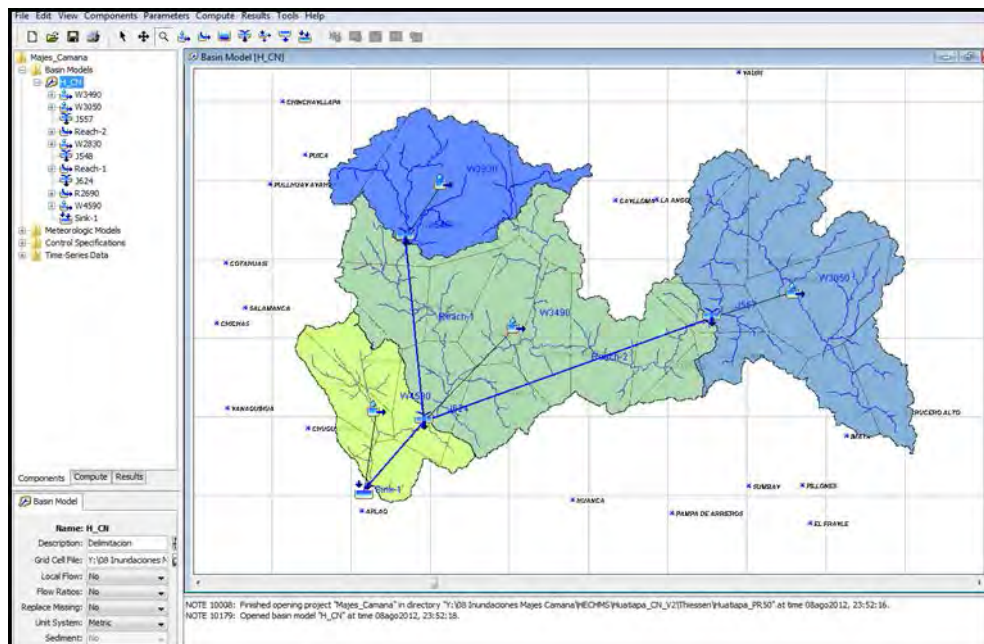 File Edit View Components Parameters Compute Results Tools Help
Majes_Camana
Basin Models
H_CN
W3490
W3050
J557
Reach-2
W2830
J548
Reach-1
J624
R2690
W4590
Sink-1
Meteorologic Models
Control Specifications
Time-Series Data
Components Compute Results
Basin Model
Name: H_CN
Description: Delimitacion
Grid Cell File: Y:\08 Inundaciones M
Local Flow: No
Flow Ratios: No
Replace Missing: No
Unit System: Metric
Sediment: No
Basin Model [H_CN]
YAURI
CHINCHAYLLAPA
PUICA
CAYLLOMA
LA ANGO
COTAHUASI
SALAMANCA
W3050
W3490
Reach-1
Reach-2
W4590
J624
YANAQUIHUA
CHUQU
RUCERO ALTO
IMATA
Sink-1
APLAO
HUANCA
SUMBAY
PILLONES
PAMPA DE ARRIEROS
EL FRAYLE
NOTE 10008: Finished opening project "Majes_Camana" in directory "Y:\08 Inundaciones Majes Camana\HECHMS\Huatiapa_CN_V2\Thiessen\Huatiapa_PR50" at time 08ago2012, 23:52:16.
NOTE 10179: Opened basin model "H_CN" at time 08ago2012, 23:52:18.